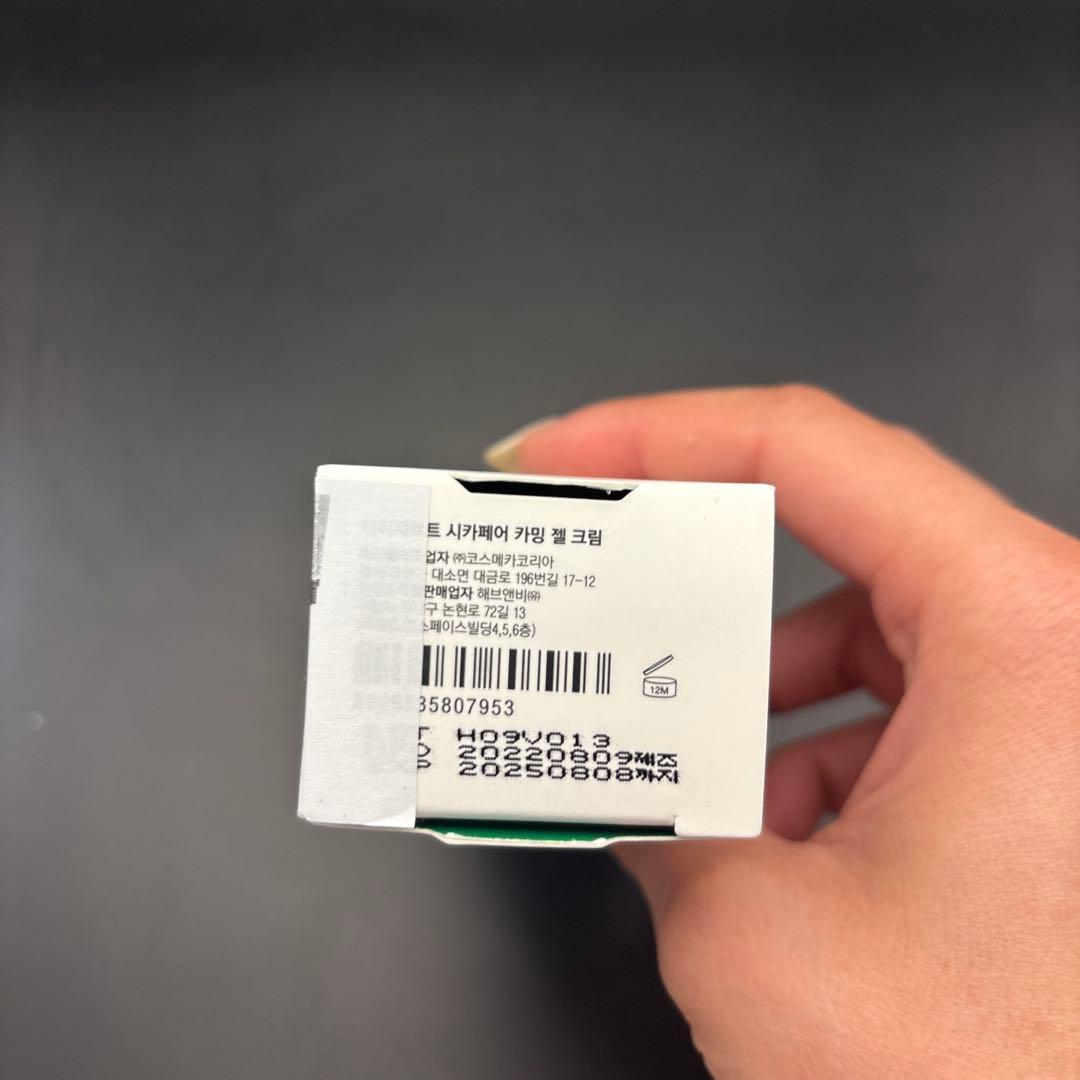 트 시카페어 카밍 젤 크림
업자 ㈜코스메카코리아
대소면 대금로 196번길 17-12
판매업자 해브앤비㈜
구 논현로 72길 13
스페이스빌딩4,5,6층)
35807953
12M
T H09V013
20220809제조
P 20250808까지